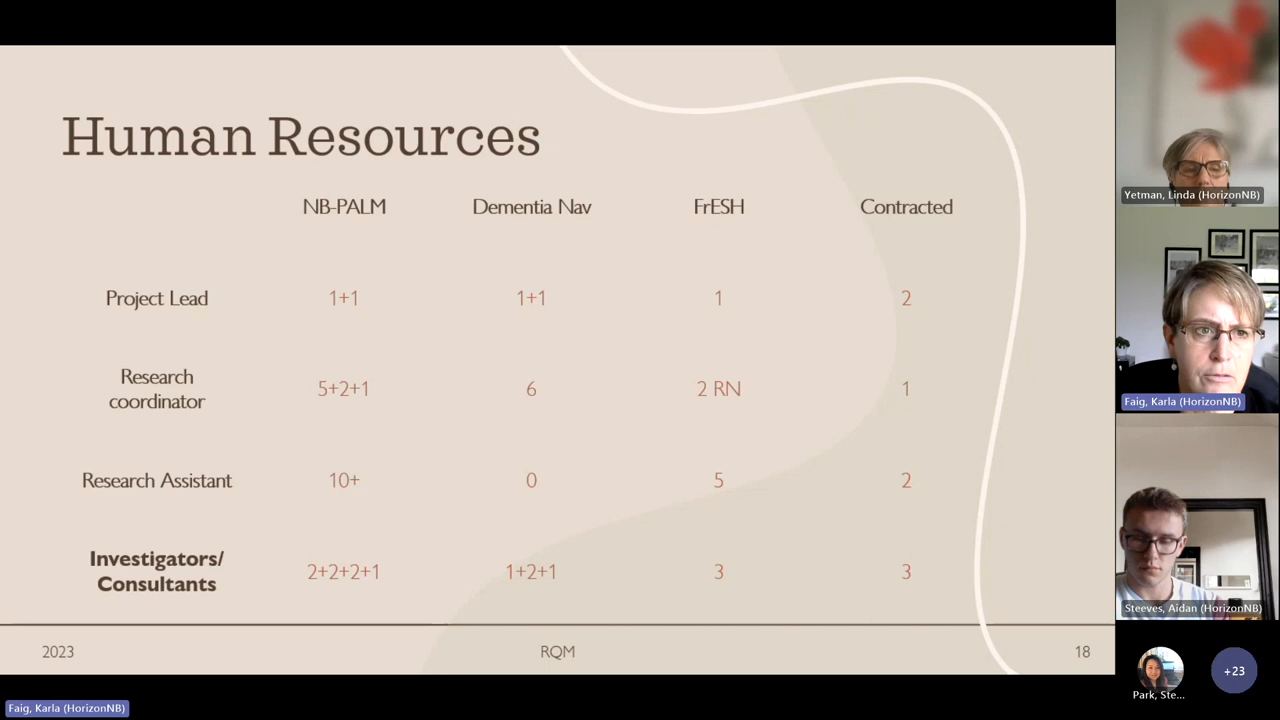 Human Resources
NB-PALM Dementia Nav FrESH Contracted
Project Lead 1+1 1+1 1 2
Research
coordinator 5+2+1 6 2 RN 1
Research Assistant 10+ 0 5 2
Investigators/
Consultants 2+2+2+1 1+2+1 3 3
2023 RQM 18
Yetman, Linda (HorizonNB)
Faig, Karla (HorizonNB)
Steeves, Aidan (HorizonNB)
Park, Ste...
+23
Faig, Karla (HorizonNB)